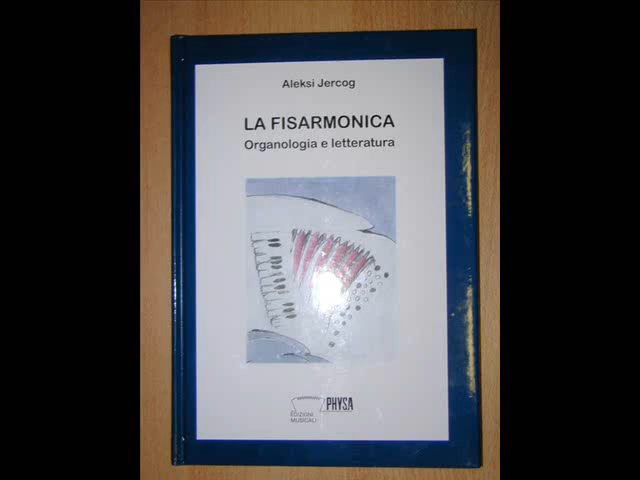 Aleksi Jercog
LA FISARMONICA
Organologia e letteratura
PHYSA
EDIZIONI
MUSICALI